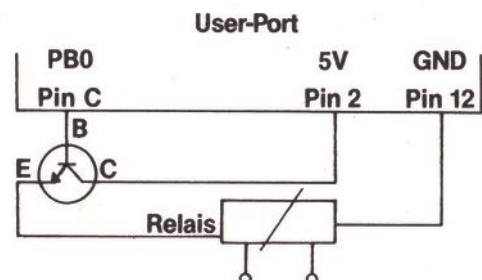 User-Port
PB0 5V GND
Pin C Pin 2 Pin 12
B
E C
Relais